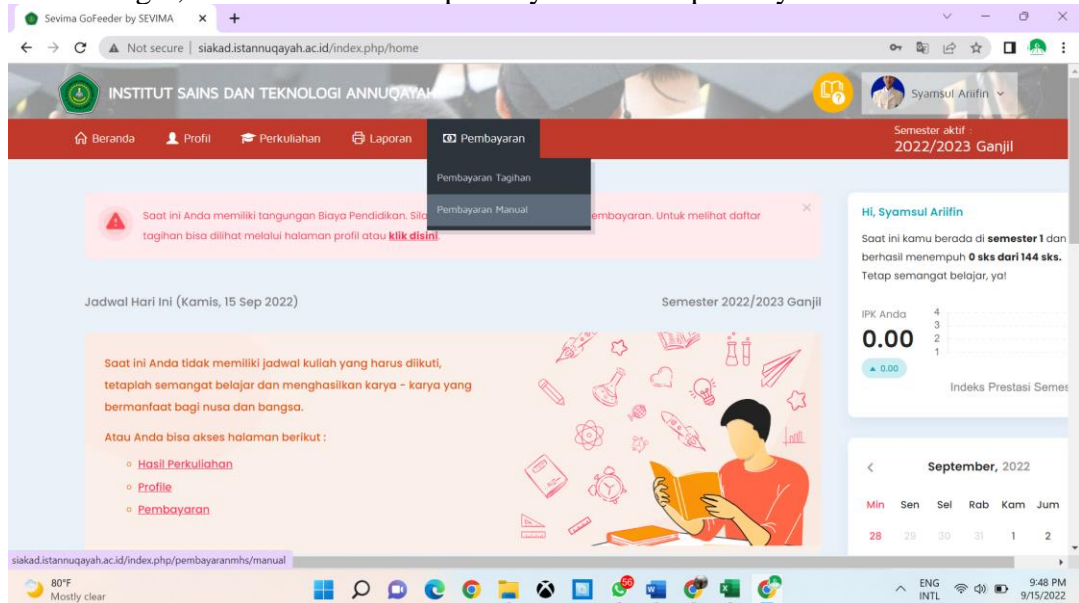 Sevima GoFeeder by SEVIMA
Not secure | siakad.istannuqayah.ac.id/index.php/home
INSTITUT SAINS DAN TEKNOLOGI ANNUQAYAH
Syamsul Ariifin
Beranda Profil Perkuliahan Laporan Pembayaran
Semester aktif :
2022/2023 Ganjil
Pembayaran Tagihan
Pembayaran Manual
Saat ini Anda memiliki tangungan Biaya Pendidikan. embayaran. Untuk melihat daftar
tagihan bisa dilihat melalui halaman profil atau klik disini.
Hi, Syamsul Ariifin
Saat ini kamu berada di semester 1 dan
berhasil menempuh 0 sks dari 144 sks.
Tetap semangat belajar, ya!
Jadwal Hari Ini (Kamis, 15 Sep 2022)
Semester 2022/2023 Ganjil
IPK Anda
0.00
0.00
4
3
2
1
Indeks Prestasi Semes
Saat ini Anda tidak memiliki jadwal kuliah yang harus diikuti,
tetaplah semangat belajar dan menghasilkan karya - karya yang
bermanfaat bagi nusa dan bangsa.
Atau Anda bisa akses halaman berikut :
Hasil Perkuliahan
Profile
Pembayaran
September, 2022
Min Sen Sel Rab Kam Jum
28 29 30 31 1 2
siakad.istannuqayah.ac.id/index.php/pembayaranmhs/manual
80°F
Mostly clear
56
ENG
INTL
9:48 PM
9/15/2022